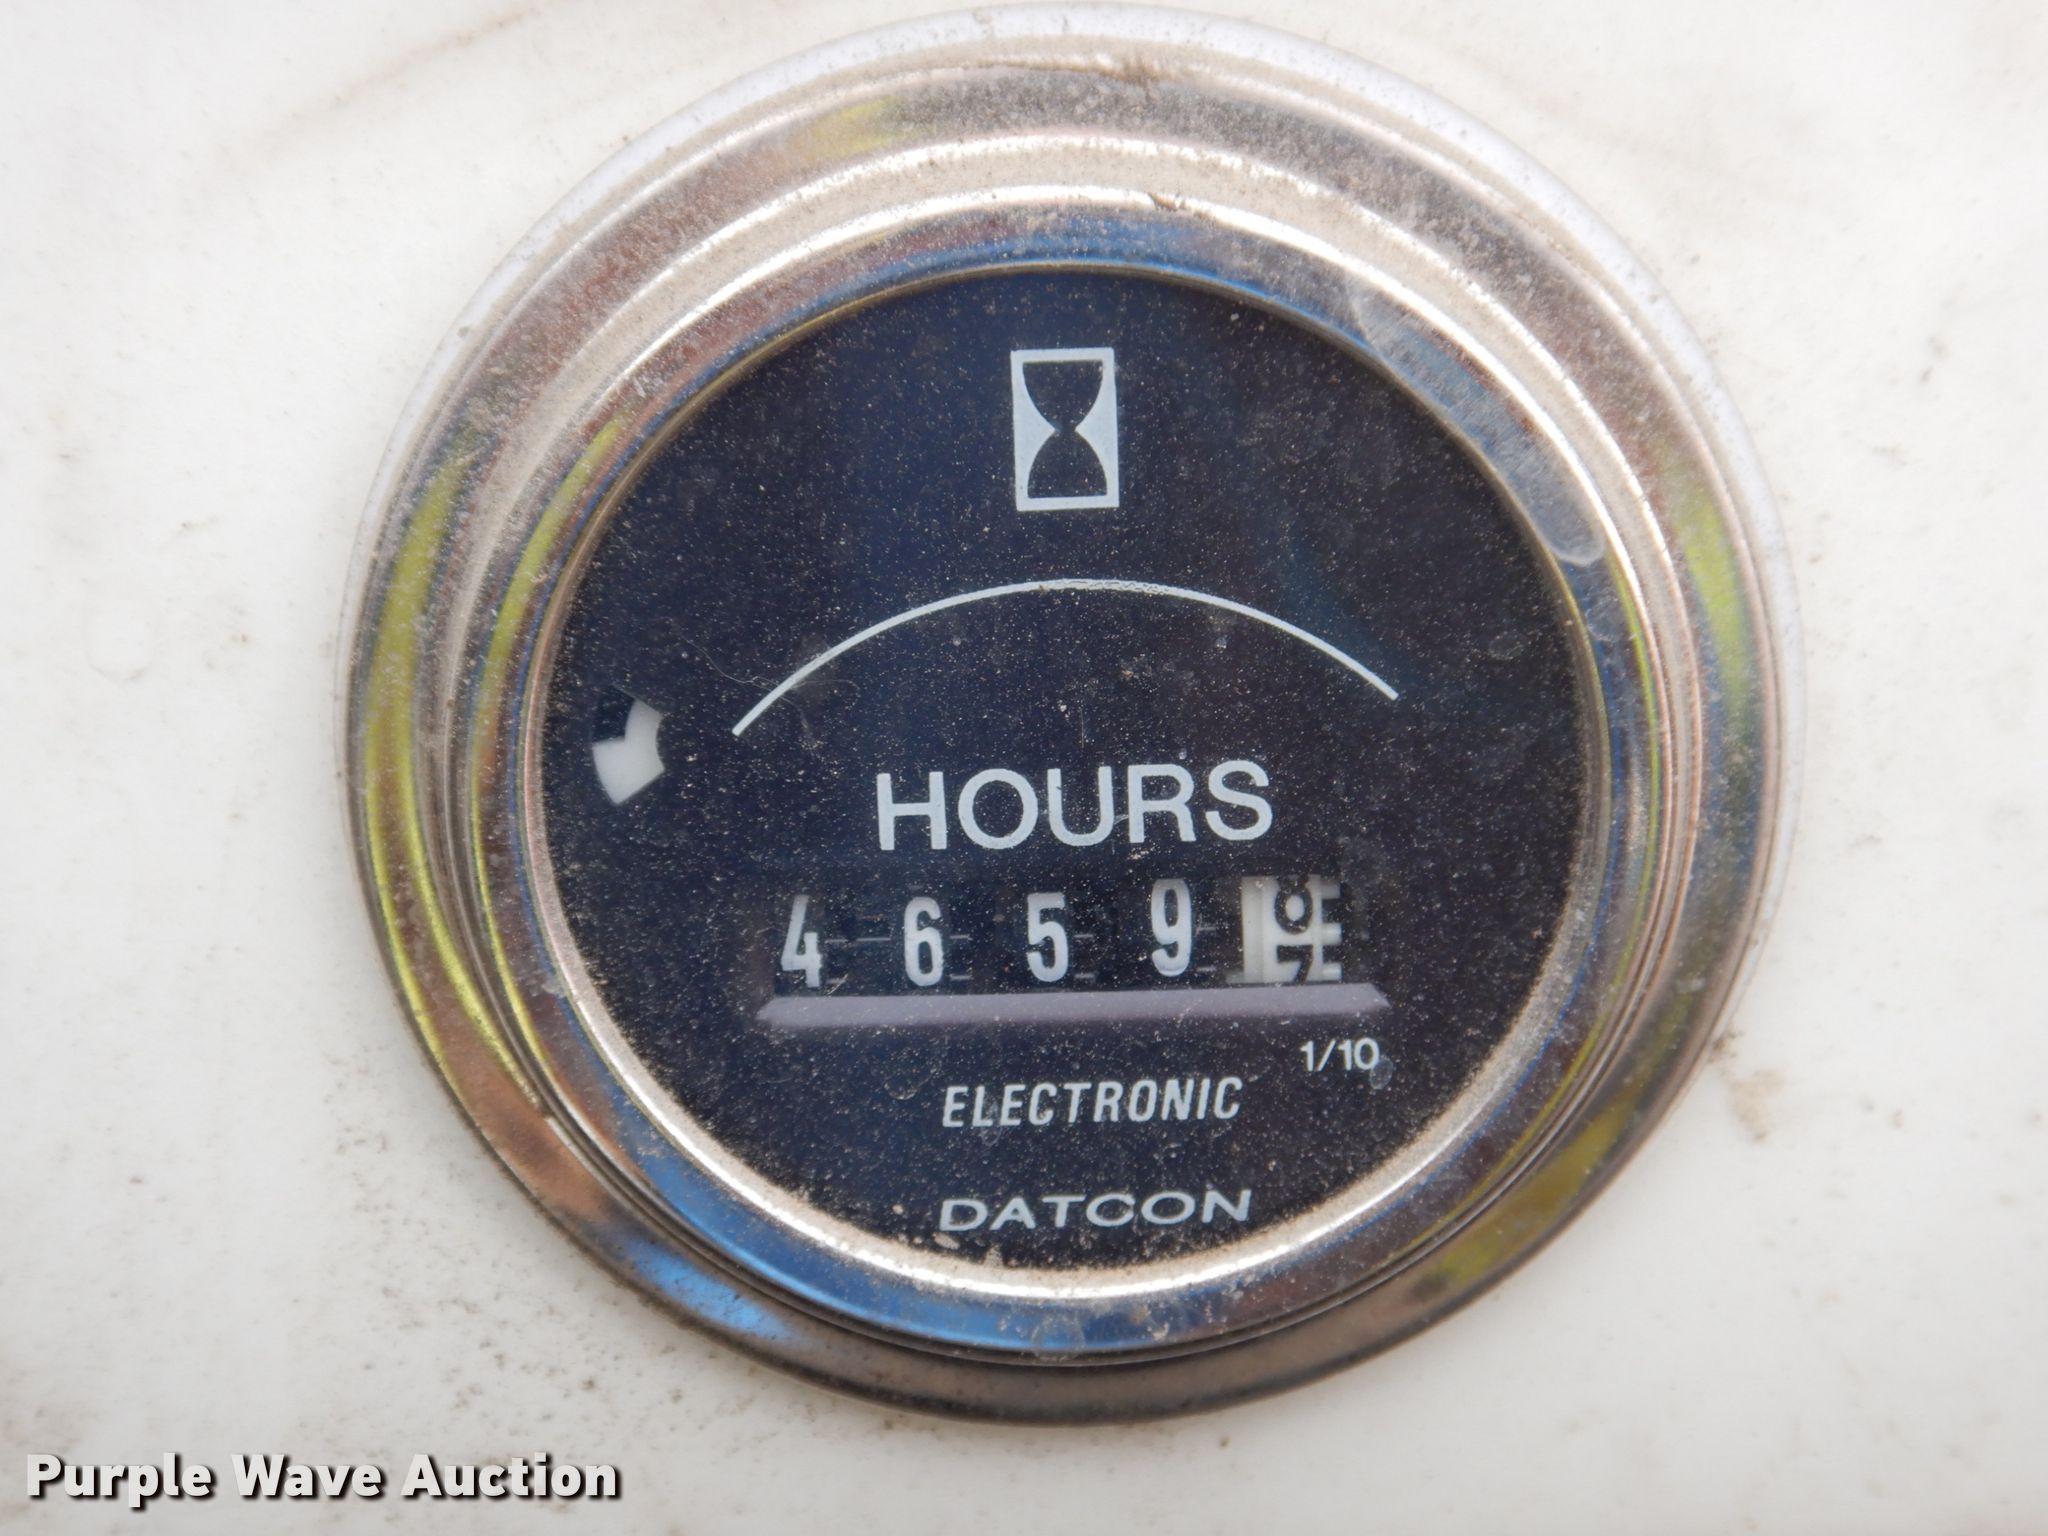 HOURS
4 6 5 9
1/10
ELECTRONIC
DATCON
Purple Wave Auction